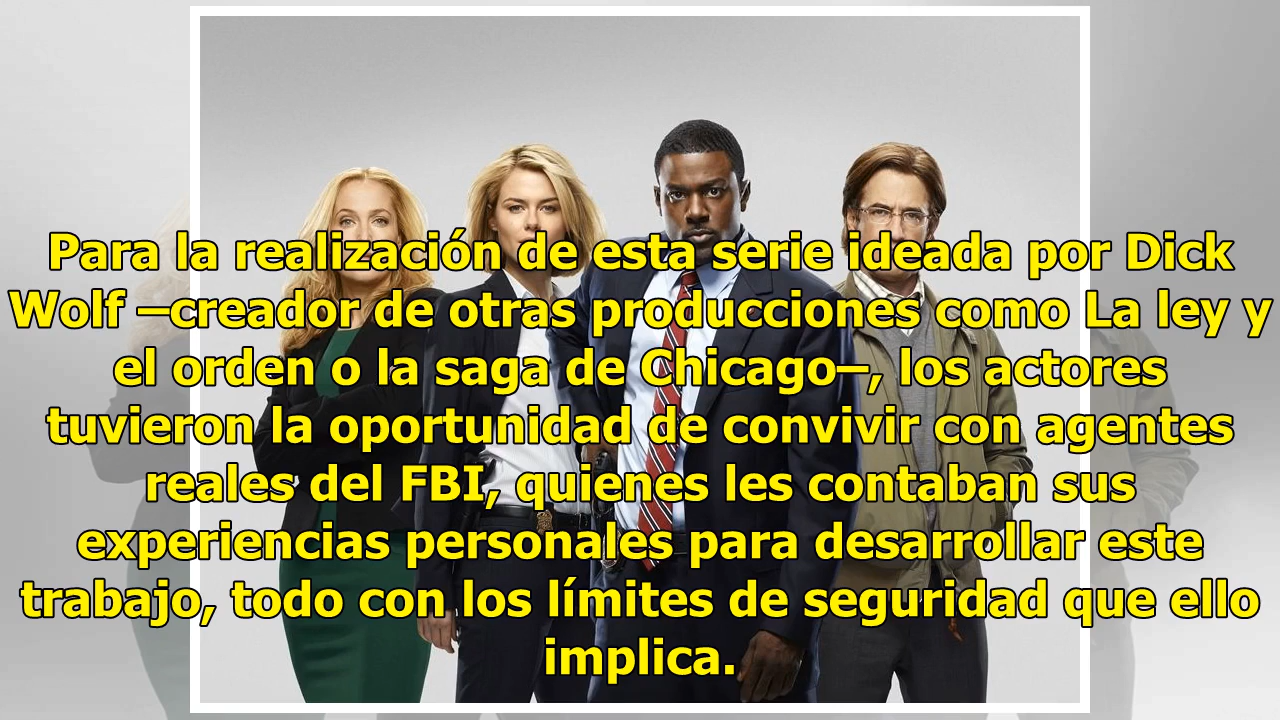 Para la realización de esta serie ideada por Dick
Wolf –creador de otras producciones como La ley y
el orden o la saga de Chicago–, los actores
tuvieron la oportunidad de convivir con agentes
reales del FBI, quienes les contaban sus
experiencias personales para desarrollar este
trabajo, todo con los límites de seguridad que ello
implica.